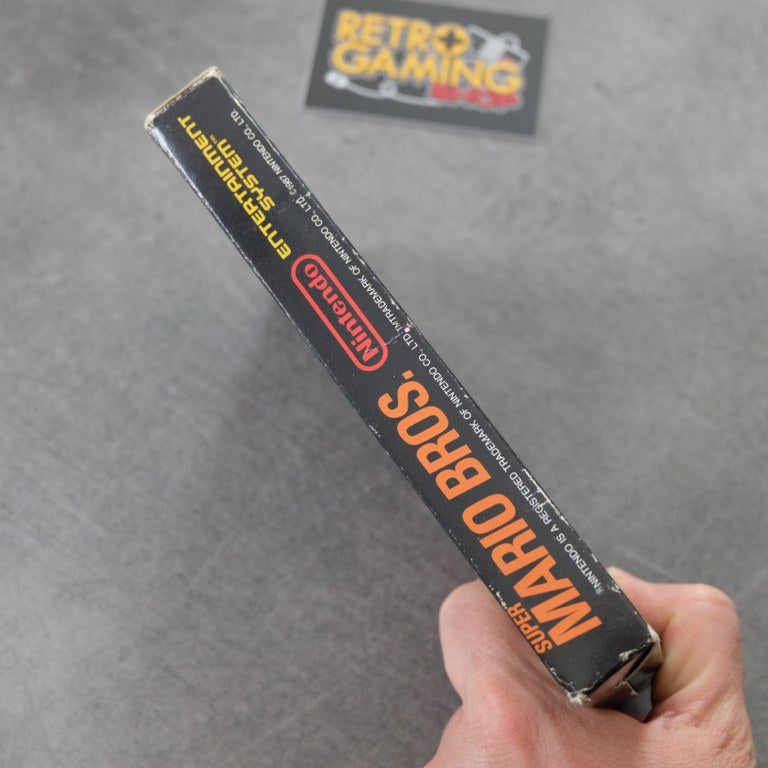 RETRO
GAMING
SHOP
SUPER
MARIO BROS.
Nintendo
ENTERTAINMENT
SYSTEM™
®NINTENDO IS A REGISTERED TRADEMARK OF NINTENDO CO., LTD. TMTRADEMARK OF NINTENDO CO., LTD. ©1987 NINTENDO CO., LTD.